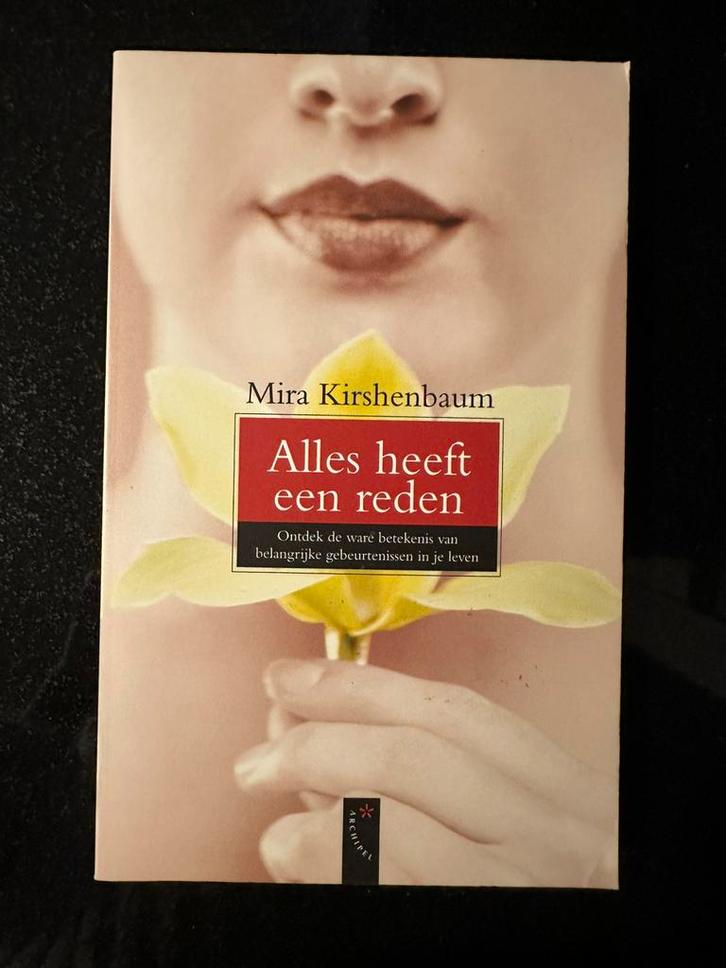 Mira Kirshenbaum
Alles heeft
een reden
Ontdek de ware betekenis van
belangrijke gebeurtenissen in je leven
ARCHIPEL